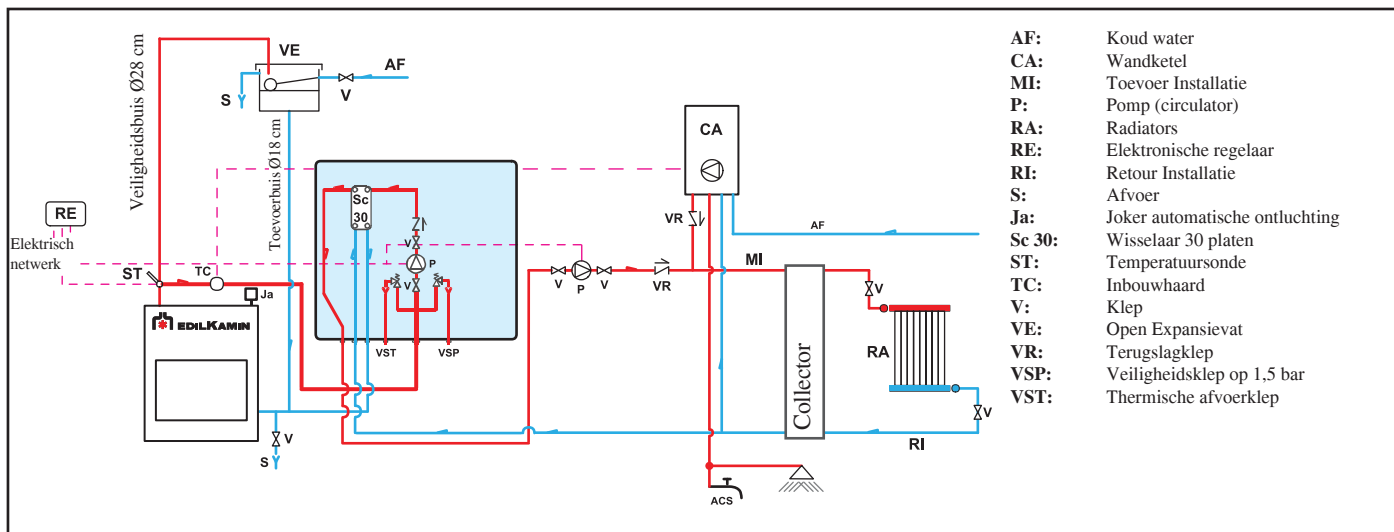 Veiligheidsbuis Ø28 cm
VE
AF
S
V
Toevoerbuis Ø18 cm
RE
Elektrisch
netwerk
ST
TC
Ja
EDILKAMIN
V
S
Sc
30
V
P
V
VST
VSP
CA
VR
AF
V
P
V
VR
MI
Collector
V
RA
V
RI
ACS
AF: Koud water
CA: Wandketel
MI: Toevoer Installatie
P: Pomp (circulator)
RA: Radiators
RE: Elektronische regelaar
RI: Retour Installatie
S: Afvoer
Ja: Joker automatische ontluchting
Sc 30: Wisselaar 30 platen
ST: Temperatuursonde
TC: Inbouwhaard
V: Klep
VE: Open Expansievat
VR: Terugslagklep
VSP: Veiligheidsklep op 1,5 bar
VST: Thermische afvoerklep